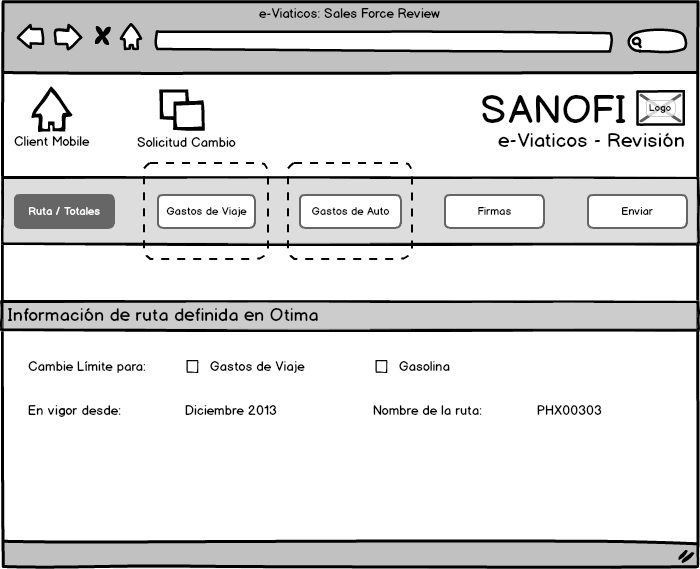 e-Viaticos: Sales Force Review
Client Mobile
Solicitud Cambio
SANOFI
Logo
e-Viaticos - Revisión
Ruta / Totales
Gastos de Viaje
Gastos de Auto
Firmas
Enviar
Información de ruta definida en Otima
Cambie Límite para:
Gastos de Viaje
Gasolina
En vigor desde:
Diciembre 2013
Nombre de la ruta:
PHX00303